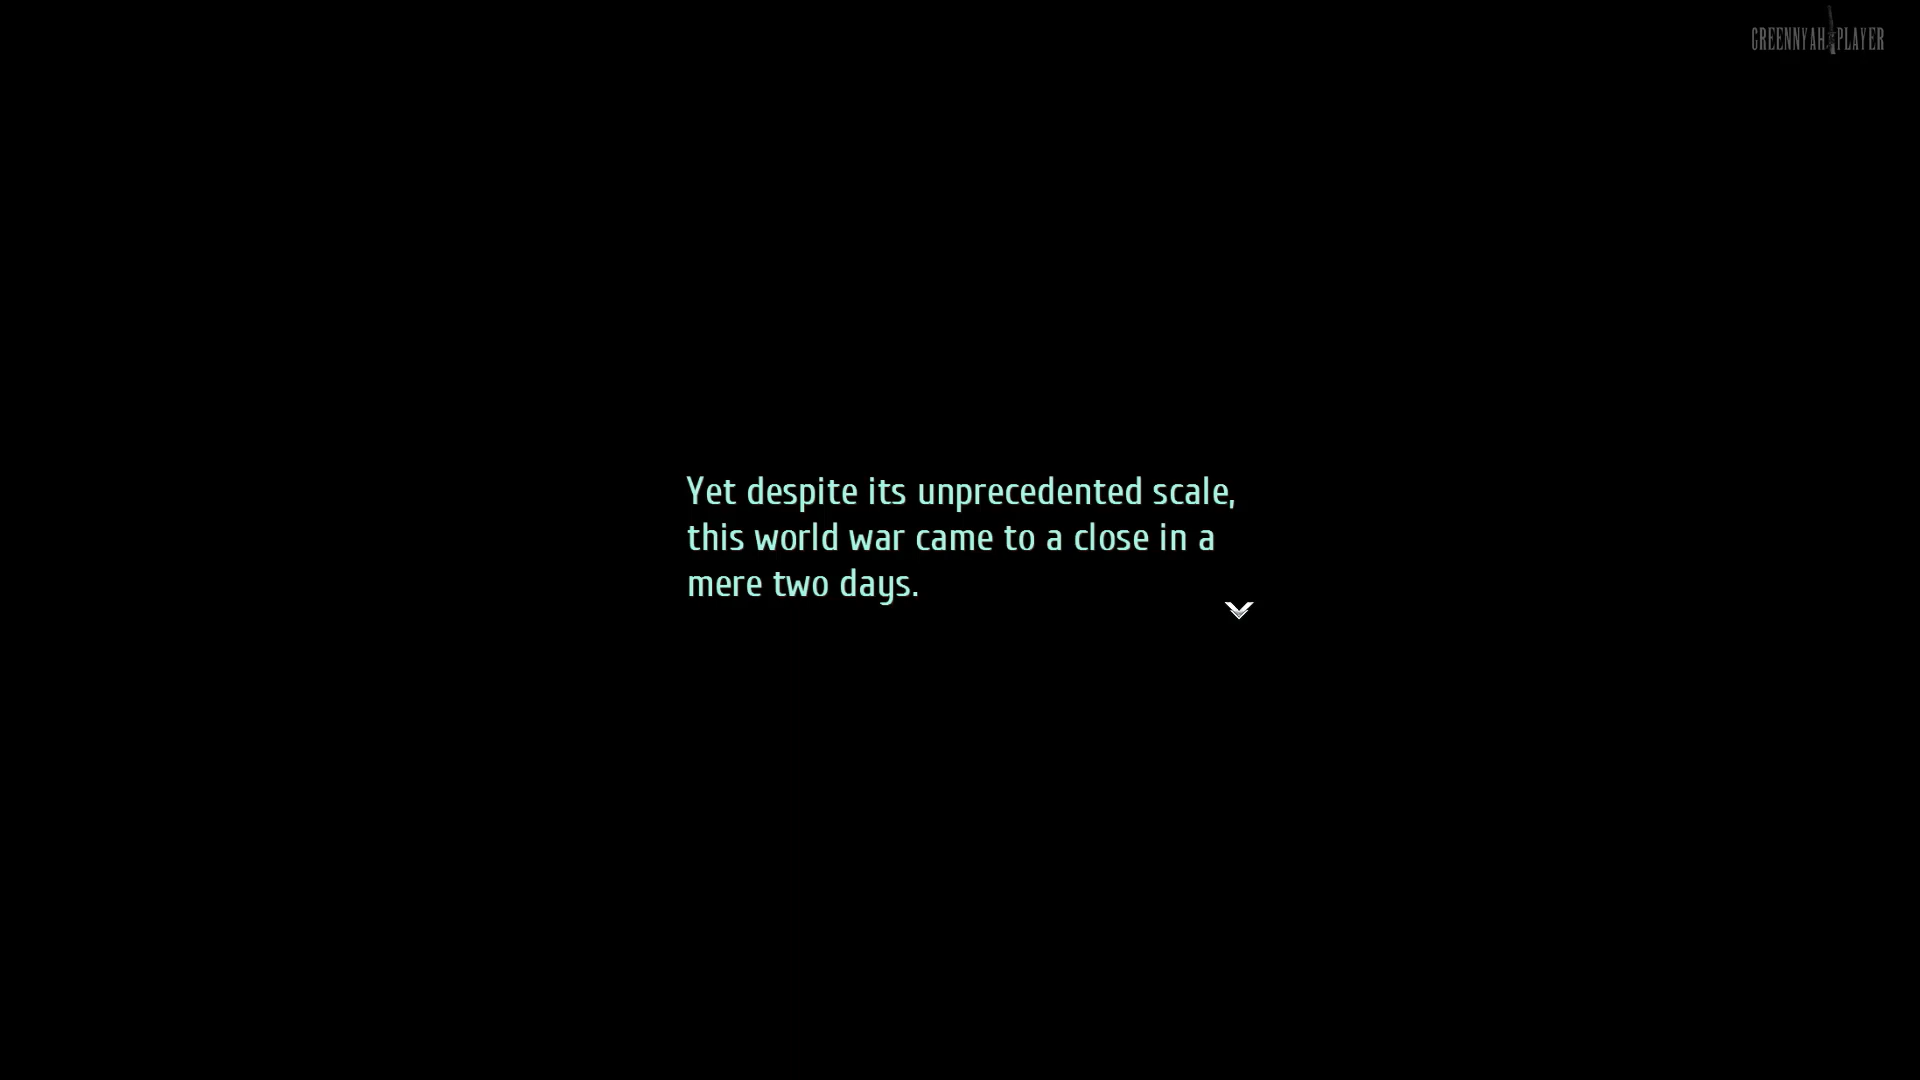 GREENNYAH PLAYER
Yet despite its unprecedented scale,
this world war came to a close in a
mere two days.